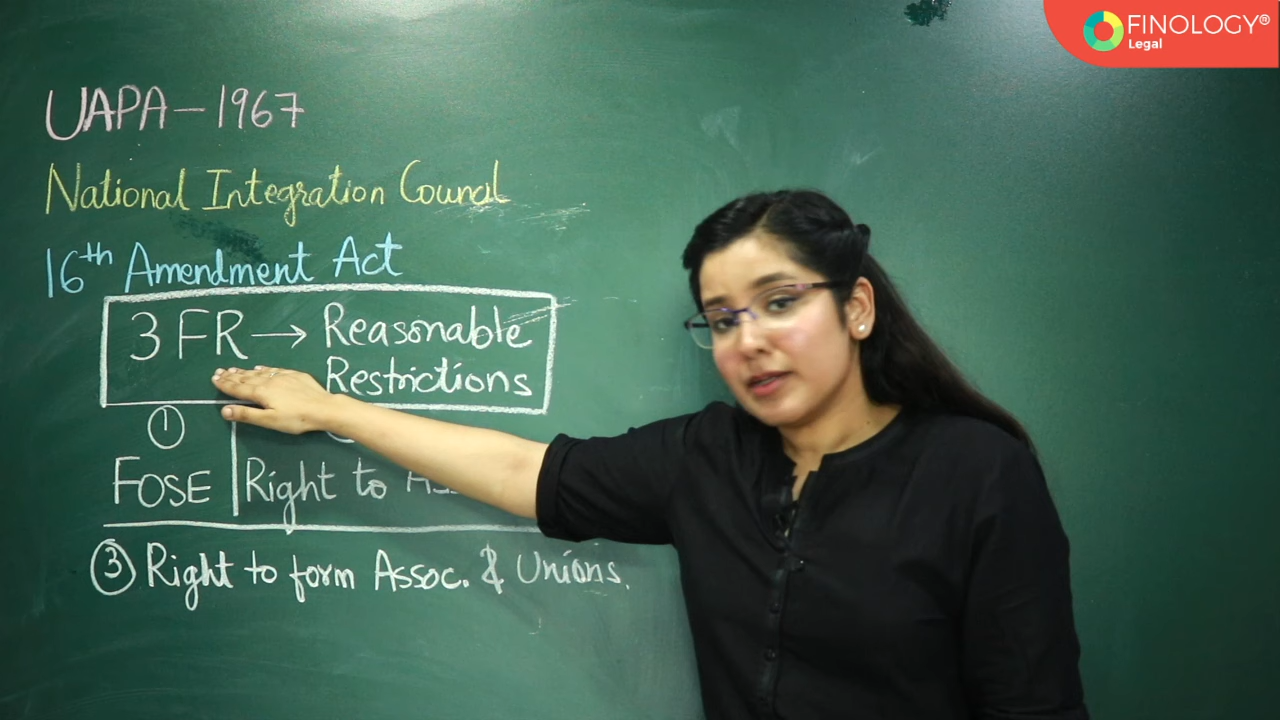 FINOLOGY®
Legal
UAPA – 1967
National Integration Council
16th Amendment Act
3 FR → Reasonable
Restrictions
①
FOSE
Right to
③ Right to form Assoc. & Unions.